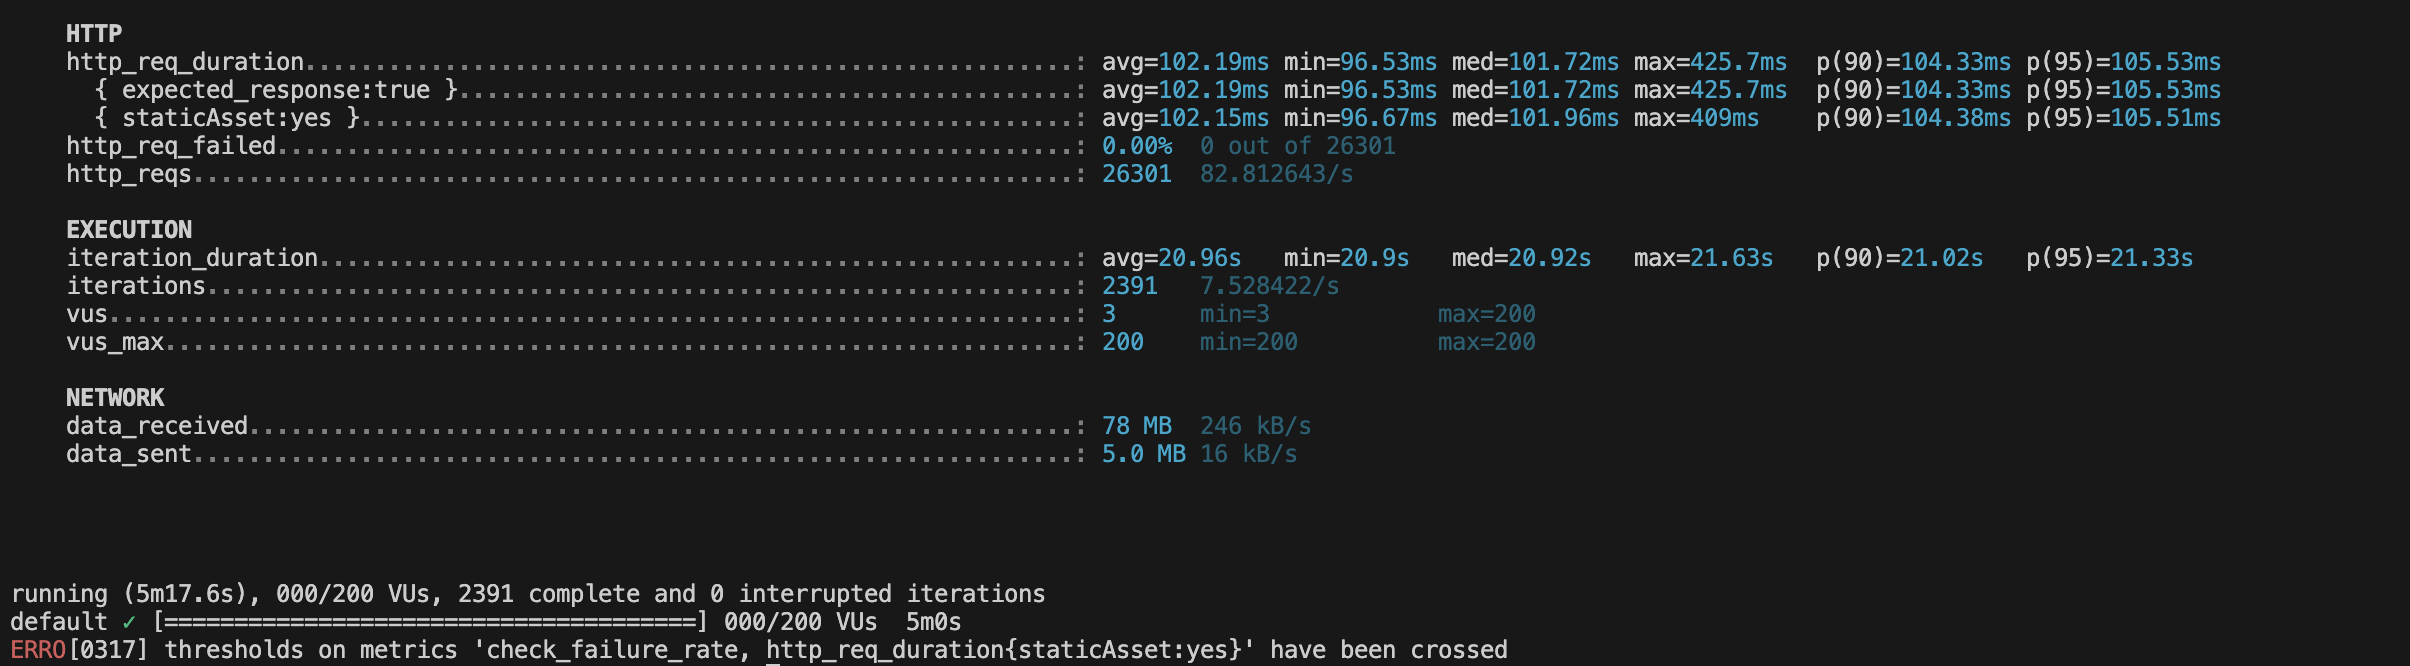 HTTP
http_req_duration.......................................................: avg=102.19ms min=96.53ms med=101.72ms max=425.7ms  p(90)=104.33ms p(95)=105.53ms
  { expected_response:true }............................................: avg=102.19ms min=96.53ms med=101.72ms max=425.7ms  p(90)=104.33ms p(95)=105.53ms
  { staticAsset:yes }...................................................: avg=102.15ms min=96.67ms med=101.96ms max=409ms    p(90)=104.38ms p(95)=105.51ms
http_req_failed.........................................................: 0.00%  0 out of 26301
http_reqs...............................................................: 26301  82.812643/s
EXECUTION
iteration_duration......................................................: avg=20.96s   min=20.9s   med=20.92s   max=21.63s   p(90)=21.02s   p(95)=21.33s
iterations..............................................................: 2391   7.528422/s
vus.....................................................................: 3      min=3          max=200
vus_max.................................................................: 200    min=200        max=200
NETWORK
data_received...........................................................: 78 MB  246 kB/s
data_sent...............................................................: 5.0 MB 16 kB/s
running (5m17.6s), 000/200 VUs, 2391 complete and 0 interrupted iterations
default ✓ [======================================] 000/200 VUs  5m0s
ERRO[0317] thresholds on metrics 'check_failure_rate, http_req_duration{staticAsset:yes}' have been crossed